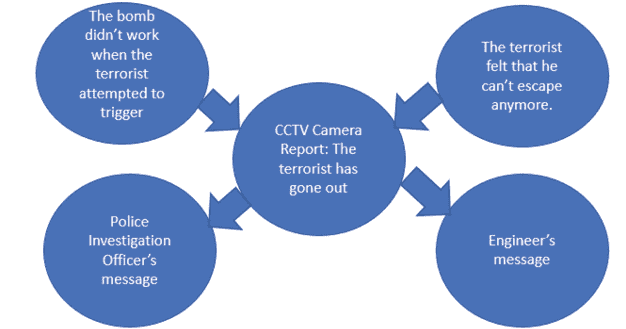 The bomb
didn't work
when the
terrorist
attempted to
trigger
The terrorist
felt that he
can't escape
anymore.
CCTV Camera
Report: The
terrorist has
gone out
Police
Investigation
Officer's
message
Engineer's
message